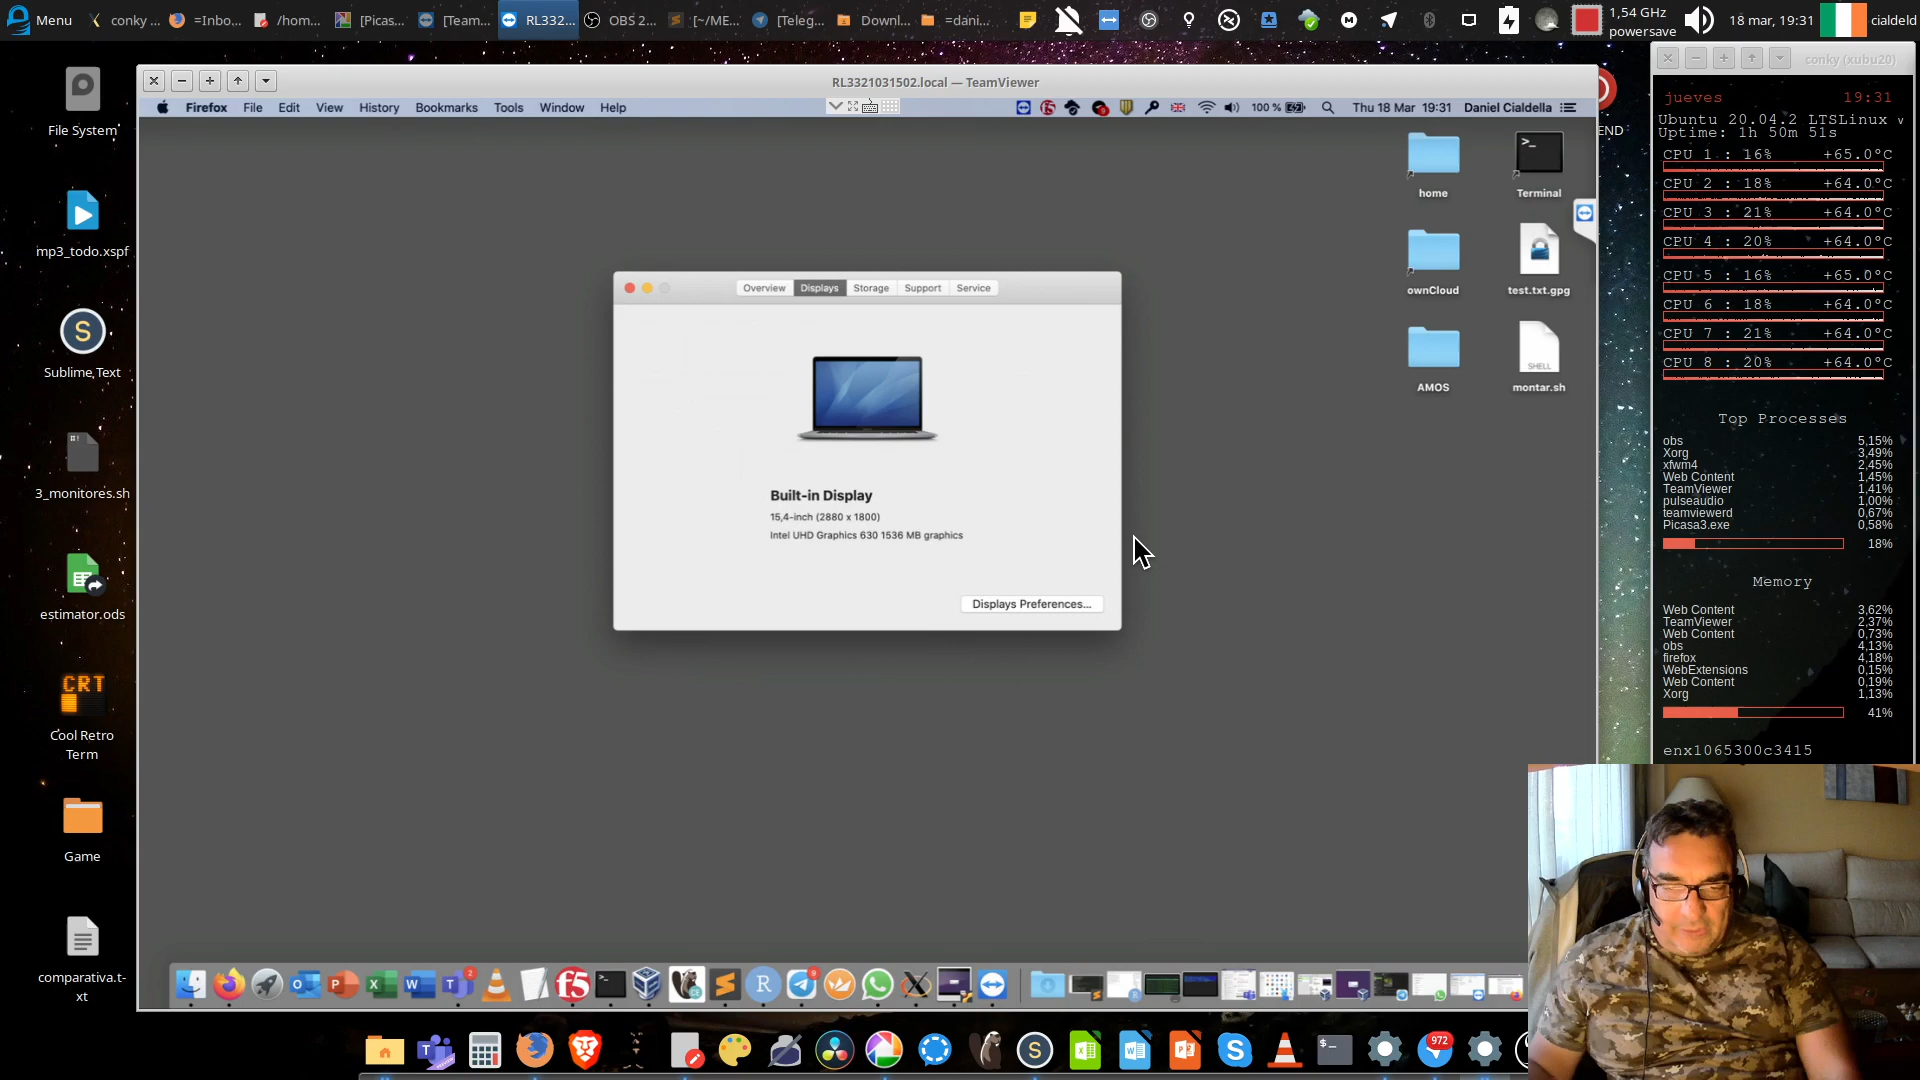 Menu
conky ...
=Inbo...
/hom...
[Picas...
[Team...
RL332...
OBS 2...
[~/ME...
[Teleg...
Downl...
=dani...
1,54 GHz
powersave
18 mar, 19:31
cialdeld
File System
mp3_todo.xspf
Sublime Text
3_monitores.sh
estimator.ods
Cool Retro
Term
Game
comparativa.t-
xt
RL3321031502.local — TeamViewer
Firefox File Edit View History Bookmarks Tools Window Help
100 % Thu 18 Mar 19:31 Daniel Cialdella
home
Terminal
ownCloud
test.txt.gpg
AMOS
SHELL
montar.sh
Overview Displays Storage Support Service
Built-in Display
15,4-inch (2880 x 1800)
Intel UHD Graphics 630 1536 MB graphics
Displays Preferences...
conky (xubu20)
END
jueves 19:31
Ubuntu 20.04.2 LTSLinux v
Uptime: 1h 50m 51s
CPU 1 : 16% +65.0°C
CPU 2 : 18% +64.0°C
CPU 3 : 21% +64.0°C
CPU 4 : 20% +64.0°C
CPU 5 : 16% +65.0°C
CPU 6 : 18% +64.0°C
CPU 7 : 21% +64.0°C
CPU 8 : 20% +64.0°C
Top Processes
obs 5,15%
Xorg 3,49%
xfwm4 2,45%
Web Content 1,45%
TeamViewer 1,41%
pulseaudio 1,00%
teamviewerd 0,67%
Picasa3.exe 0,58%
18%
Memory
Web Content 3,62%
TeamViewer 2,37%
Web Content 0,73%
obs 4,13%
firefox 4,18%
WebExtensions 0,15%
Web Content 0,19%
Xorg 1,13%
41%
enx1065300c3415
CRT
2
9
972